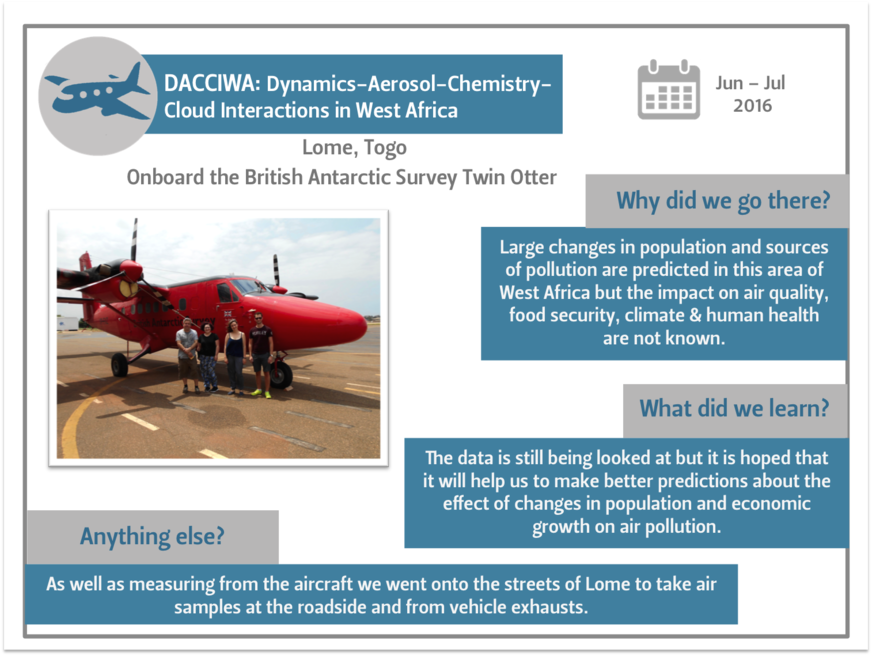 DACCIWA: Dynamics–Aerosol–Chemistry–
Cloud Interactions in West Africa
Jun – Jul
2016
Lome, Togo
Onboard the British Antarctic Survey Twin Otter
Why did we go there?
Large changes in population and sources
of pollution are predicted in this area of
West Africa but the impact on air quality,
food security, climate & human health
are not known.
What did we learn?
The data is still being looked at but it is hoped that
it will help us to make better predictions about the
effect of changes in population and economic
growth on air pollution.
Anything else?
As well as measuring from the aircraft we went onto the streets of Lome to take air
samples at the roadside and from vehicle exhausts.